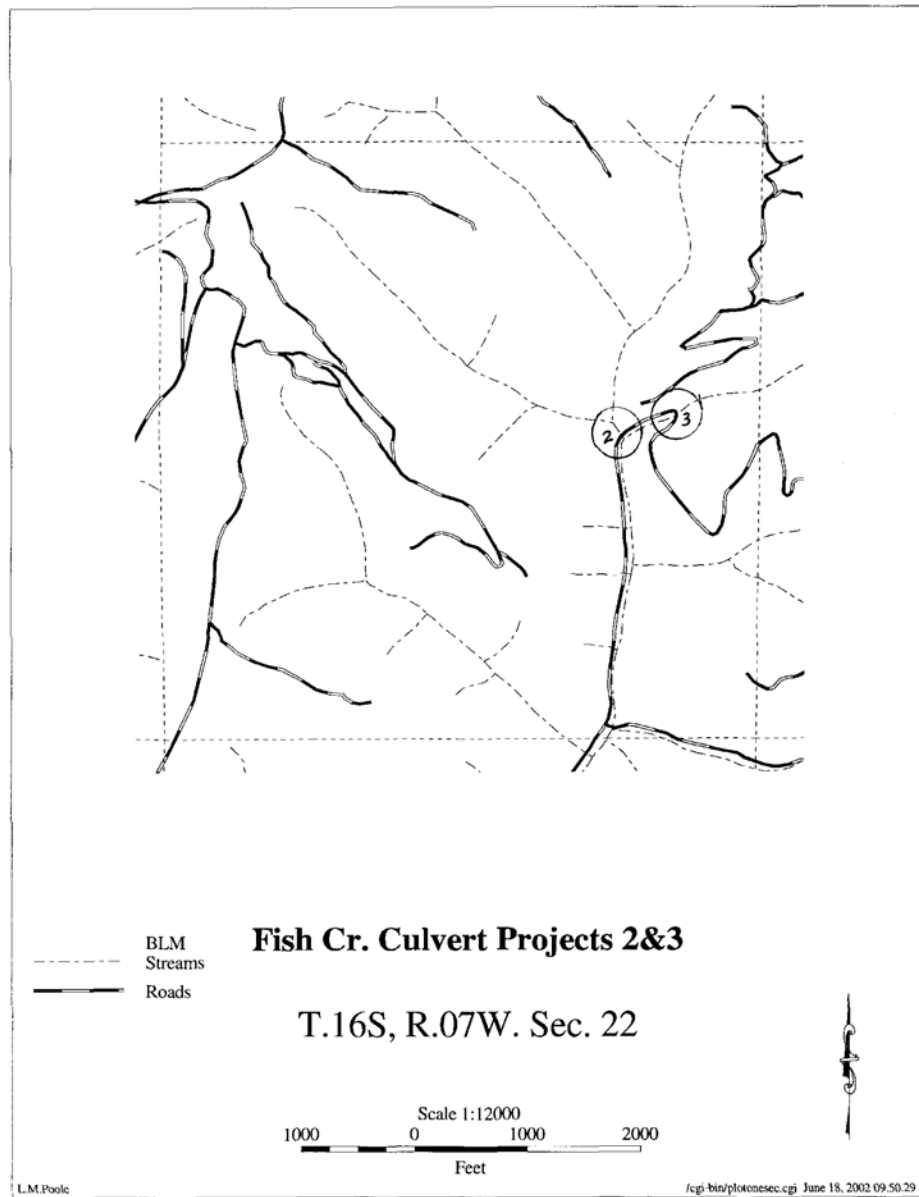 2
3
BLM
Streams
Roads
Fish Cr. Culvert Projects 2&3
T.16S, R.07W. Sec. 22
Scale 1:12000
1000 0 1000 2000
Feet
L.M.Poole
/cgi-bin/plotonesec.cgi June 18, 2002 09.50.29